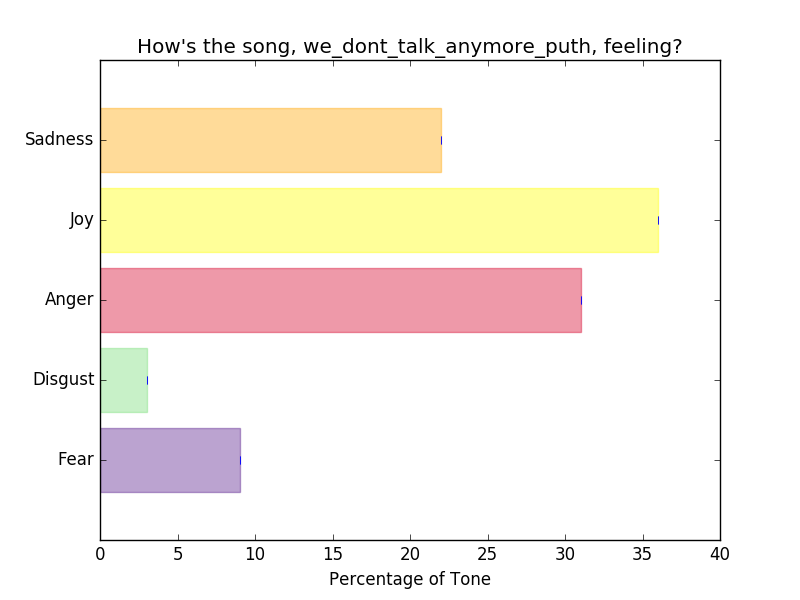 How's the song, we_dont_talk_anymore_puth, feeling?
Sadness
Joy
Anger
Disgust
Fear
0 5 10 15 20 25 30 35 40
Percentage of Tone